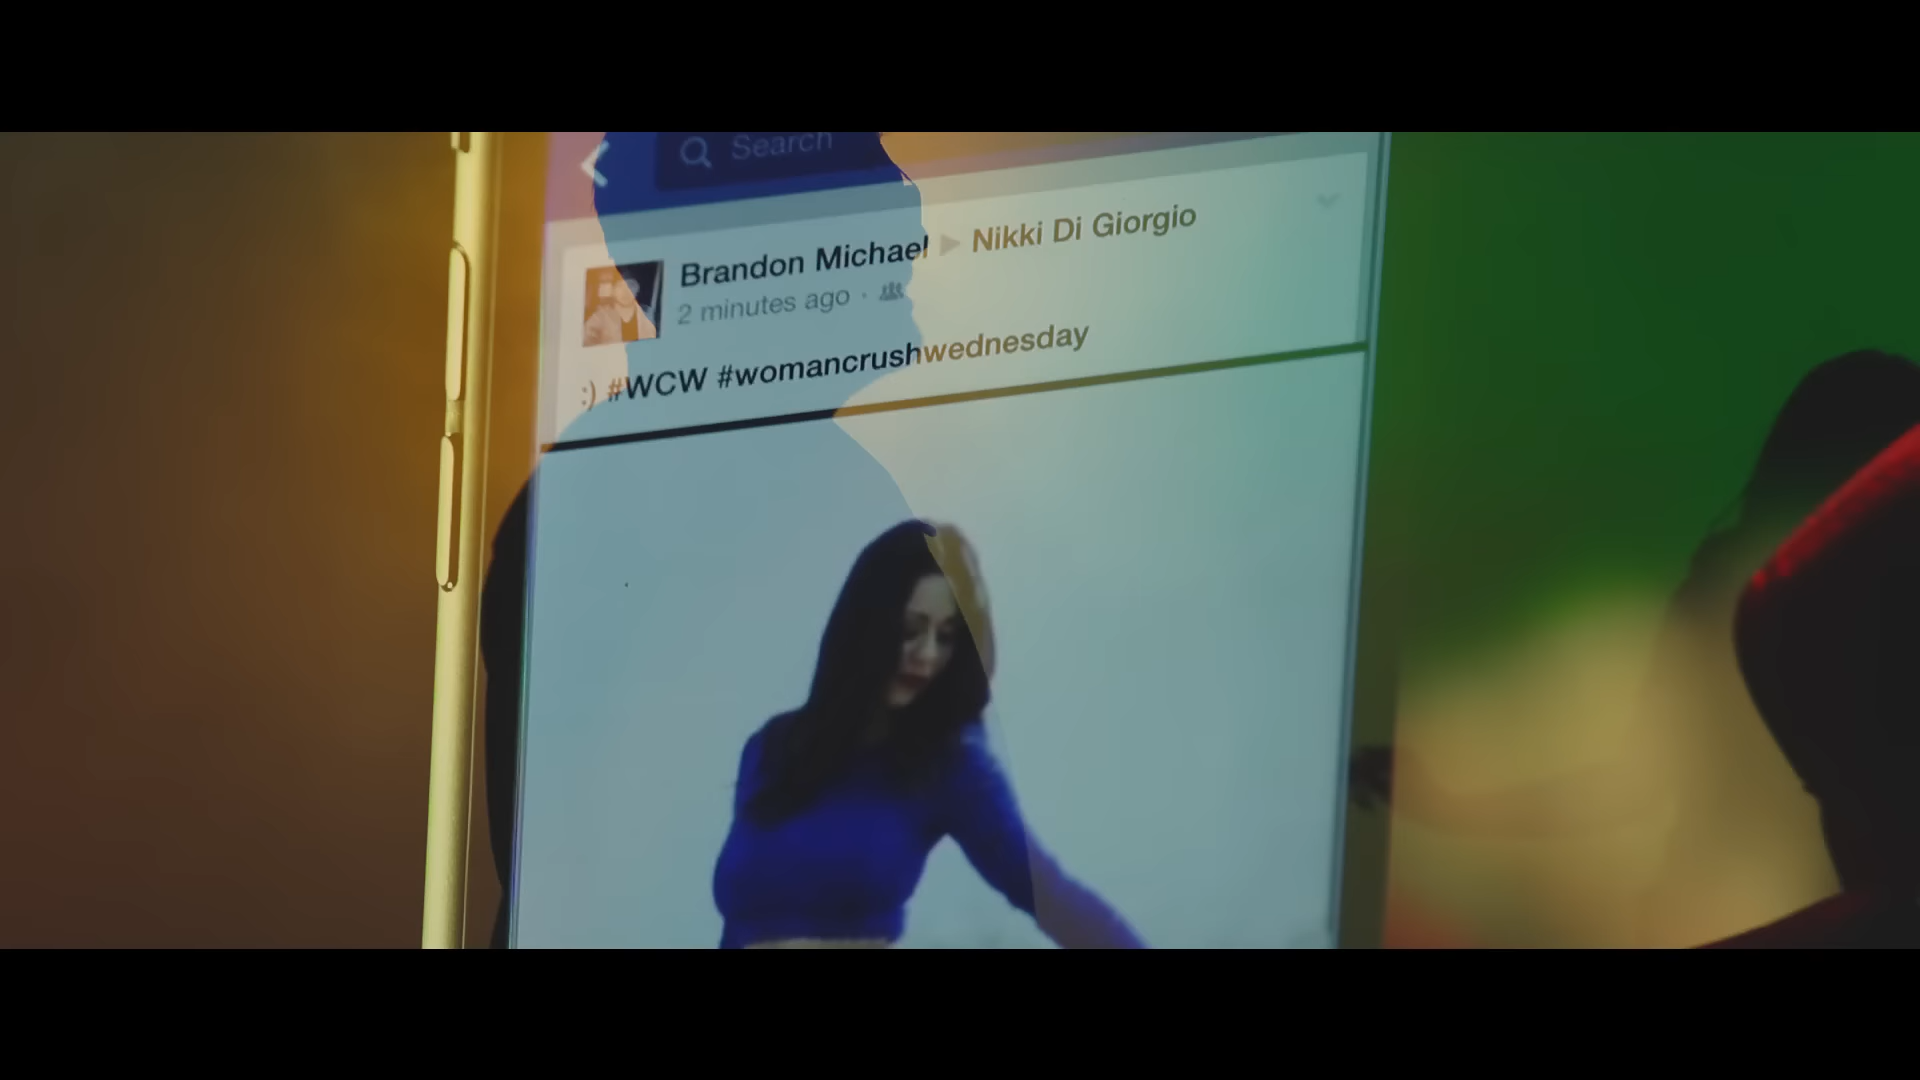 Search
Brandon Michael ▸ Nikki Di Giorgio
2 minutes ago ·
:) #WCW #womancrushwednesday